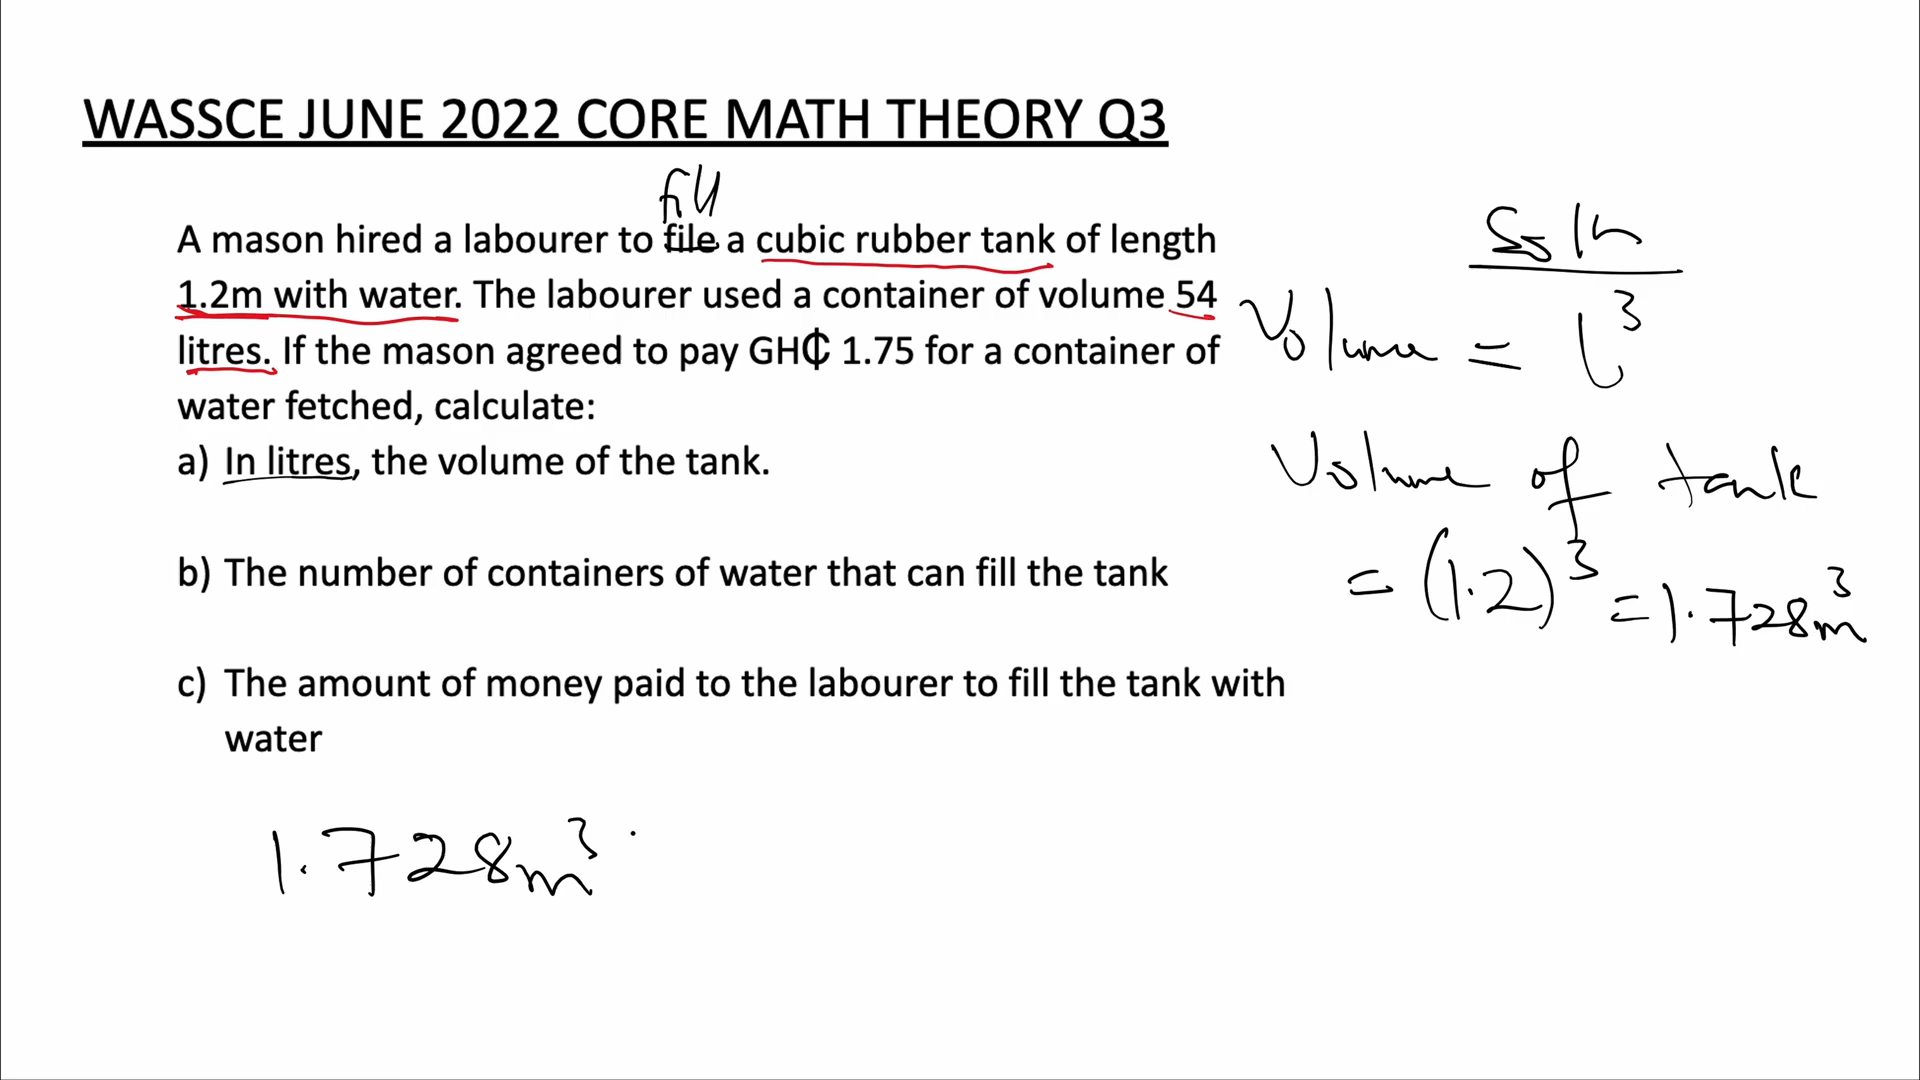 WASSCE JUNE 2022 CORE MATH THEORY Q3
fill
A mason hired a labourer to file a cubic rubber tank of length
1.2m with water. The labourer used a container of volume 54
litres. If the mason agreed to pay GH₵ 1.75 for a container of
water fetched, calculate:
a) In litres, the volume of the tank.
b) The number of containers of water that can fill the tank
c) The amount of money paid to the labourer to fill the tank with
water
1.728m³
Soln
Volume = l³
Volume of tank
= (1.2)³ = 1.728m³